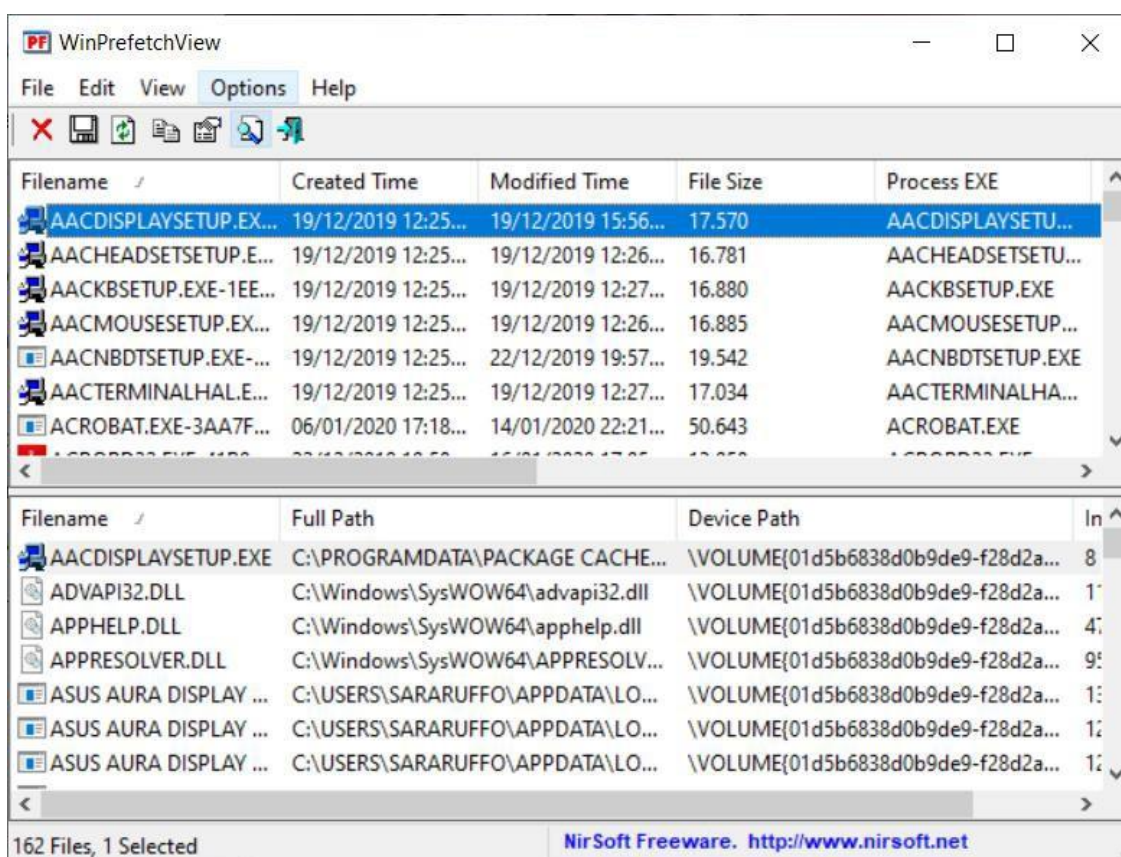 PF WinPrefetchView
File Edit View Options Help
Filename Created Time Modified Time File Size Process EXE
AACDISPLAYSETUP.EX... 19/12/2019 12:25... 19/12/2019 15:56... 17.570 AACDISPLAYSETU...
AACHEADSETSETUP.E... 19/12/2019 12:25... 19/12/2019 12:26... 16.781 AACHEADSETSETU...
AACKBSETUP.EXE-1EE... 19/12/2019 12:25... 19/12/2019 12:27... 16.880 AACKBSETUP.EXE
AACMOUSESETUP.EX... 19/12/2019 12:25... 19/12/2019 12:26... 16.885 AACMOUSESETUP...
AACNBDTSETUP.EXE-... 19/12/2019 12:25... 22/12/2019 19:57... 19.542 AACNBDTSETUP.EXE
AACTERMINALHAL.E... 19/12/2019 12:25... 19/12/2019 12:27... 17.034 AACTERMINALHA...
ACROBAT.EXE-3AA7F... 06/01/2020 17:18... 14/01/2020 22:21... 50.643 ACROBAT.EXE
Filename Full Path Device Path In
AACDISPLAYSETUP.EXE C:\PROGRAMDATA\PACKAGE CACHE... \VOLUME{01d5b6838d0b9de9-f28d2a... 8
ADVAPI32.DLL C:\Windows\SysWOW64\advapi32.dll \VOLUME{01d5b6838d0b9de9-f28d2a...
APPHELP.DLL C:\Windows\SysWOW64\apphelp.dll \VOLUME{01d5b6838d0b9de9-f28d2a... 47
APPRESOLVER.DLL C:\Windows\SysWOW64\APPRESOLV... \VOLUME{01d5b6838d0b9de9-f28d2a...
ASUS AURA DISPLAY ... C:\USERS\SARARUFFO\APPDATA\LO... \VOLUME{01d5b6838d0b9de9-f28d2a...
ASUS AURA DISPLAY ... C:\USERS\SARARUFFO\APPDATA\LO... \VOLUME{01d5b6838d0b9de9-f28d2a... 12
ASUS AURA DISPLAY ... C:\USERS\SARARUFFO\APPDATA\LO... \VOLUME{01d5b6838d0b9de9-f28d2a... 12
162 Files, 1 Selected NirSoft Freeware. http://www.nirsoft.net